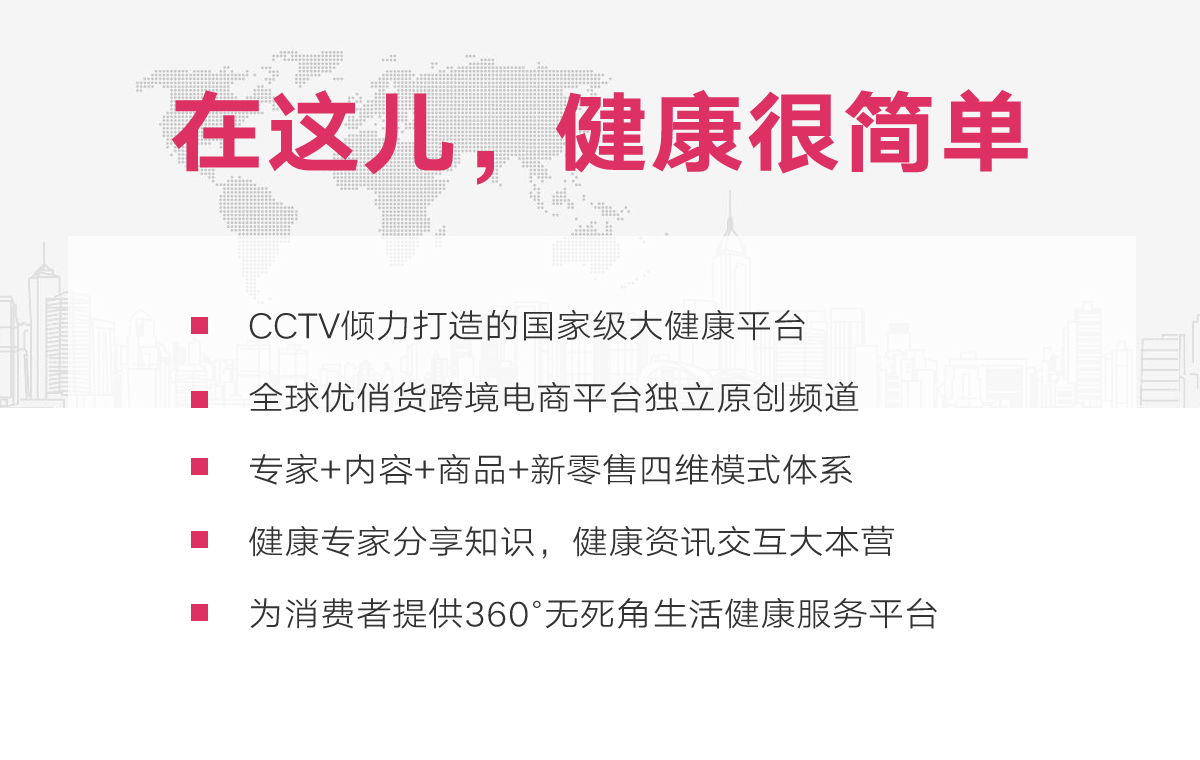 在这儿，健康很简单
CCTV倾力打造的国家级大健康平台
全球优俏货跨境电商平台独立原创频道
专家+内容+商品+新零售四维模式体系
健康专家分享知识，健康资讯交互大本营
为消费者提供360°无死角生活健康服务平台